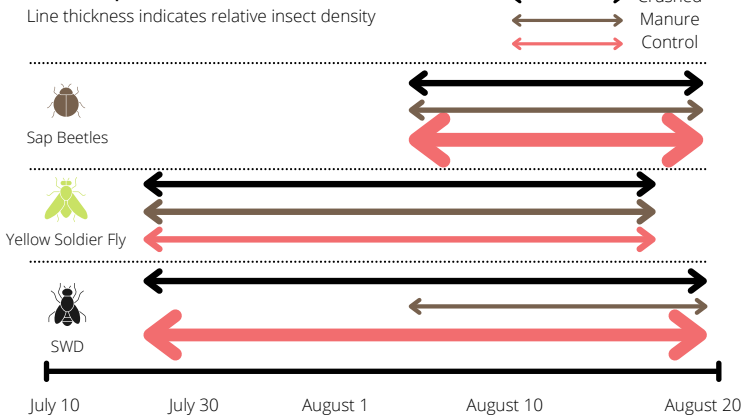 Line thickness indicates relative insect density
Manure
Control
Sap Beetles
Yellow Soldier Fly
SWD
July 10 July 30 August 1 August 10 August 20